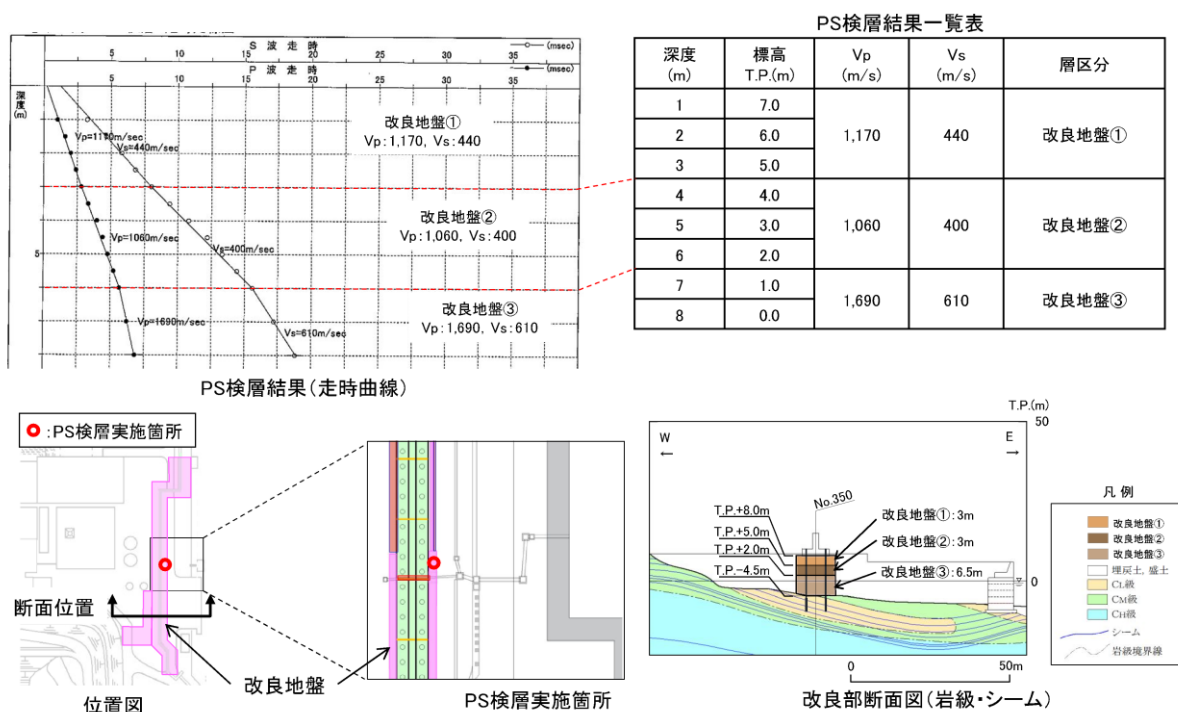 PS検層結果一覧表
S 波 走 時
(msec)
5 10 15 20 25 30 35
P 波 走 時
(msec)
5 10 15 20 25 30 35
深度(m)
5
Vp=1170m/sec
Vs=440m/sec
改良地盤①
Vp:1,170, Vs:440
Vp=1060m/sec
Vs=400m/sec
改良地盤②
Vp:1,060, Vs:400
Vp=1690m/sec
Vs=610m/sec
改良地盤③
Vp:1,690, Vs:610
PS検層結果(走時曲線)
深度(m) 標高T.P.(m) Vp(m/s) Vs(m/s) 層区分
1 7.0 1,170 440 改良地盤①
2 6.0
3 5.0
4 4.0 1,060 400 改良地盤②
5 3.0
6 2.0
7 1.0 1,690 610 改良地盤③
8 0.0
:PS検層実施箇所
断面位置
位置図
改良地盤
PS検層実施箇所
T.P.(m)
50
W
E
No.350
T.P.+8.0m
T.P.+5.0m
T.P.+2.0m
T.P.-4.5m
改良地盤①:3m
改良地盤②:3m
改良地盤③:6.5m
0
0 50m
改良部断面図(岩級・シーム)
凡 例
改良地盤①
改良地盤②
改良地盤③
埋戻土, 盛土
CL級
CM級
CH級
シーム
岩級境界線